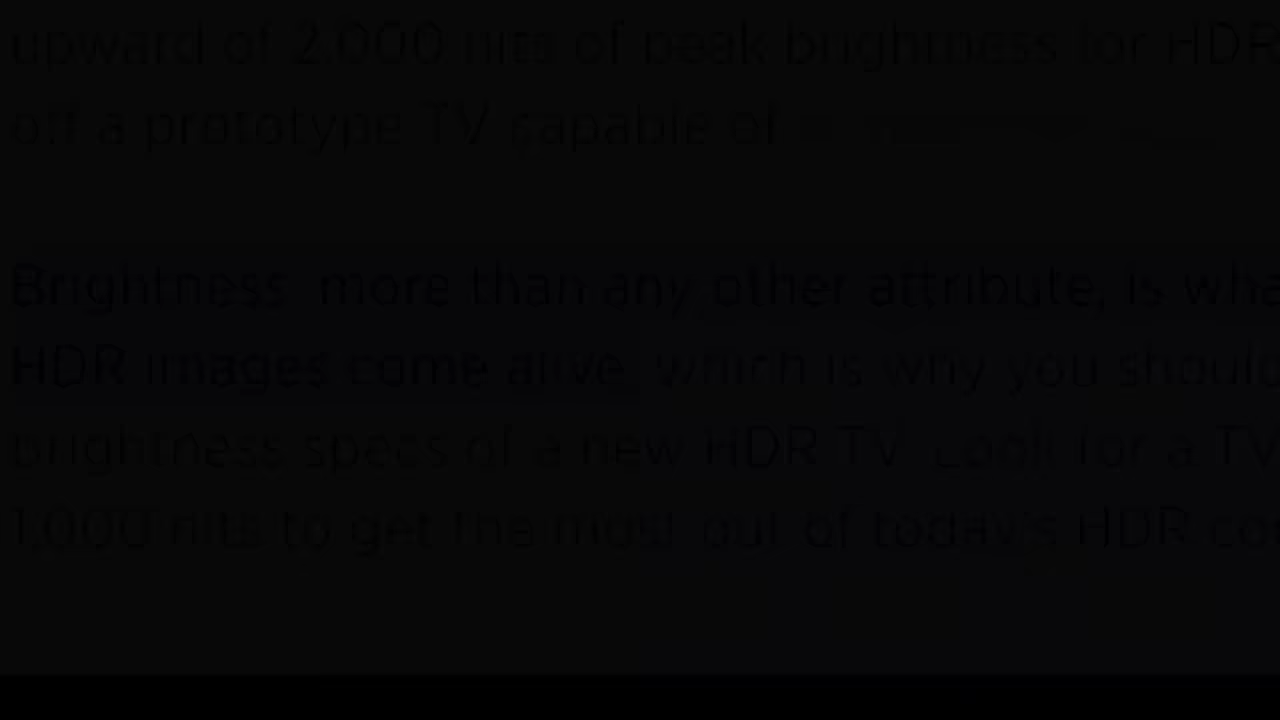 upward of 2,000 nits of peak brightness for HDR
off a prototype TV capable of
Brightness, more than any other attribute, is wha
HDR images come alive, which is why you should
brightness specs of a new HDR TV. Look for a TV
1,000 nits to get the most out of today's HDR co